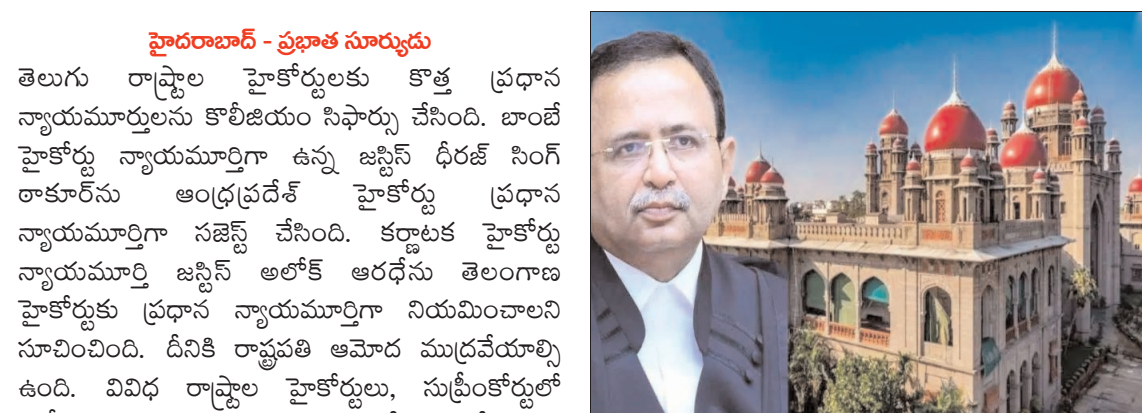 హైదరాబాద్ - ప్రభాత సూర్యుడు
తెలుగు రాష్ట్రాల హైకోర్టులకు కొత్త ప్రధాన
న్యాయమూర్తులను కొలీజియం సిఫార్సు చేసింది. బాంబే
హైకోర్టు న్యాయమూర్తిగా ఉన్న జస్టిస్ ధీరజ్ సింగ్
ఠాకూర్‌ను ఆంధ్రప్రదేశ్ హైకోర్టు ప్రధాన
న్యాయమూర్తిగా సజెస్ట్ చేసింది. కర్ణాటక హైకోర్టు
న్యాయమూర్తి జస్టిస్ అలోక్ ఆరధేను తెలంగాణ
హైకోర్టుకు ప్రధాన న్యాయమూర్తిగా నియమించాలని
సూచించింది. దీనికి రాష్ట్రపతి ఆమోద ముద్రవేయాల్సి
ఉంది. వివిధ రాష్ట్రాల హైకోర్టులు, సుప్రీంకోర్టులో